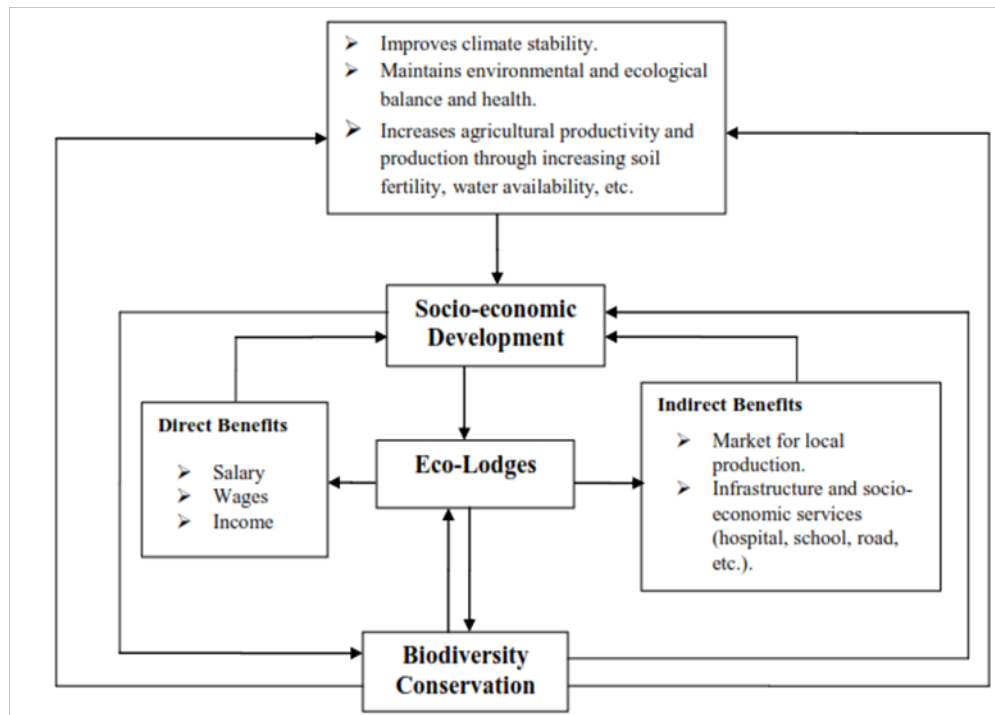 ➢ Improves climate stability.
➢ Maintains environmental and ecological
balance and health.
➢ Increases agricultural productivity and
production through increasing soil
fertility, water availability, etc.
Socio-economic
Development
Direct Benefits
➢ Salary
➢ Wages
➢ Income
Eco-Lodges
Indirect Benefits
➢ Market for local
production.
➢ Infrastructure and socio-
economic services
(hospital, school, road,
etc.).
Biodiversity
Conservation